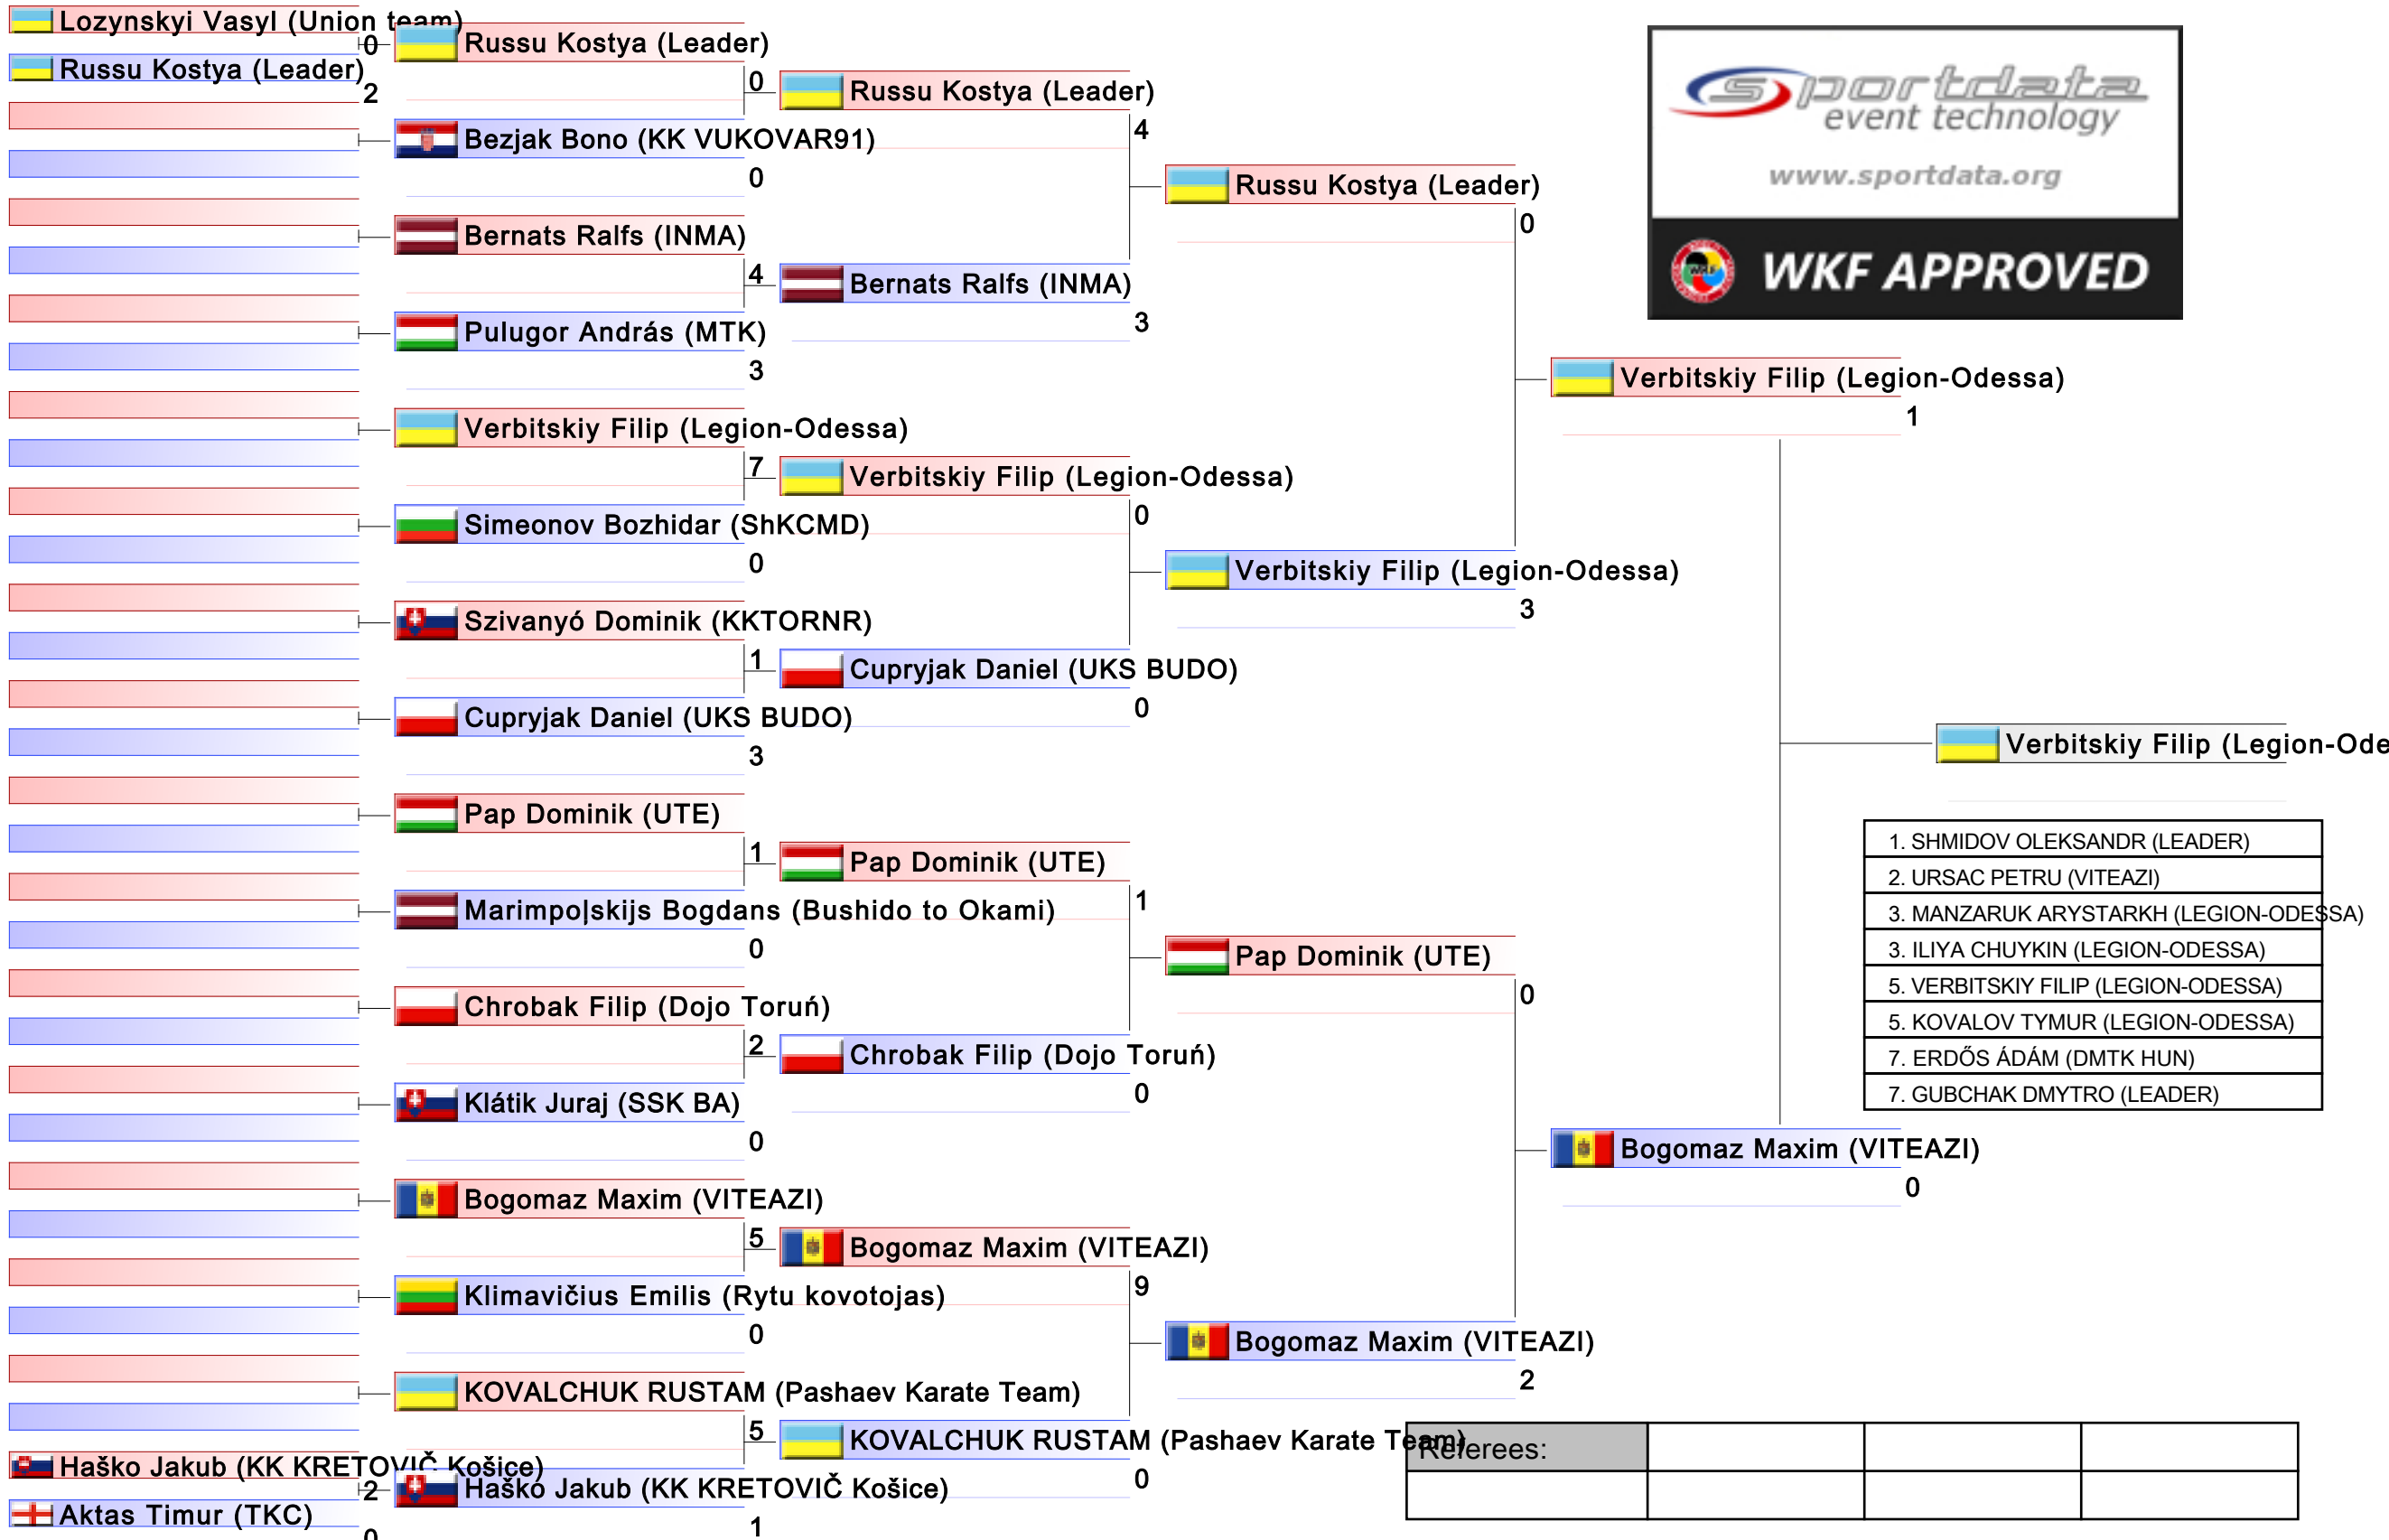 Lozynskyi Vasyl (Union team)
0
Russu Kostya (Leader)
2
Haško Jakub (KK KRETOVIČ Košice)
2
Aktas Timur (TKC)
0
Russu Kostya (Leader)
0
Bezjak Bono (KK VUKOVAR91)
0
Bernats Ralfs (INMA)
4
Pulugor András (MTK)
3
Verbitskiy Filip (Legion-Odessa)
7
Simeonov Bozhidar (ShKCMD)
0
Szivanyó Dominik (KKTORNR)
1
Cupryjak Daniel (UKS BUDO)
3
Pap Dominik (UTE)
1
Marimpoļskijs Bogdans (Bushido to Okami)
0
Chrobak Filip (Dojo Toruń)
2
Klátik Juraj (SSK BA)
0
Bogomaz Maxim (VITEAZI)
5
Klimavičius Emilis (Rytu kovotojas)
0
KOVALCHUK RUSTAM (Pashaev Karate Team)
5
Haško Jakub (KK KRETOVIČ Košice)
1
Russu Kostya (Leader)
4
Bernats Ralfs (INMA)
3
Verbitskiy Filip (Legion-Odessa)
0
Cupryjak Daniel (UKS BUDO)
0
Pap Dominik (UTE)
1
Chrobak Filip (Dojo Toruń)
0
Bogomaz Maxim (VITEAZI)
9
KOVALCHUK RUSTAM (Pashaev Karate Team)
0
Russu Kostya (Leader)
0
Verbitskiy Filip (Legion-Odessa)
3
Pap Dominik (UTE)
0
Bogomaz Maxim (VITEAZI)
2
Verbitskiy Filip (Legion-Odessa)
1
Bogomaz Maxim (VITEAZI)
0
Verbitskiy Filip (Legion-Ode
sportdata
event technology
www.sportdata.org
WKF
WKF APPROVED
1. SHMIDOV OLEKSANDR (LEADER)
2. URSAC PETRU (VITEAZI)
3. MANZARUK ARYSTARKH (LEGION-ODESSA)
3. ILIYA CHUYKIN (LEGION-ODESSA)
5. VERBITSKIY FILIP (LEGION-ODESSA)
5. KOVALOV TYMUR (LEGION-ODESSA)
7. ERDŐS ÁDÁM (DMTK HUN)
7. GUBCHAK DMYTRO (LEADER)
Referees: